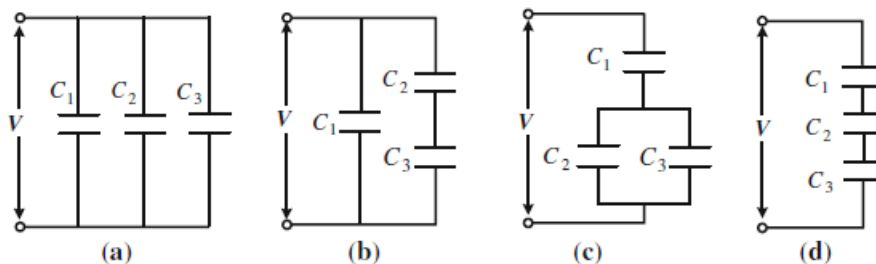 V C₁ C₂ C₃
(a)
V C₁ C₂ C₃
(b)
V C₁ C₂ C₃
(c)
V C₁ C₂ C₃
(d)